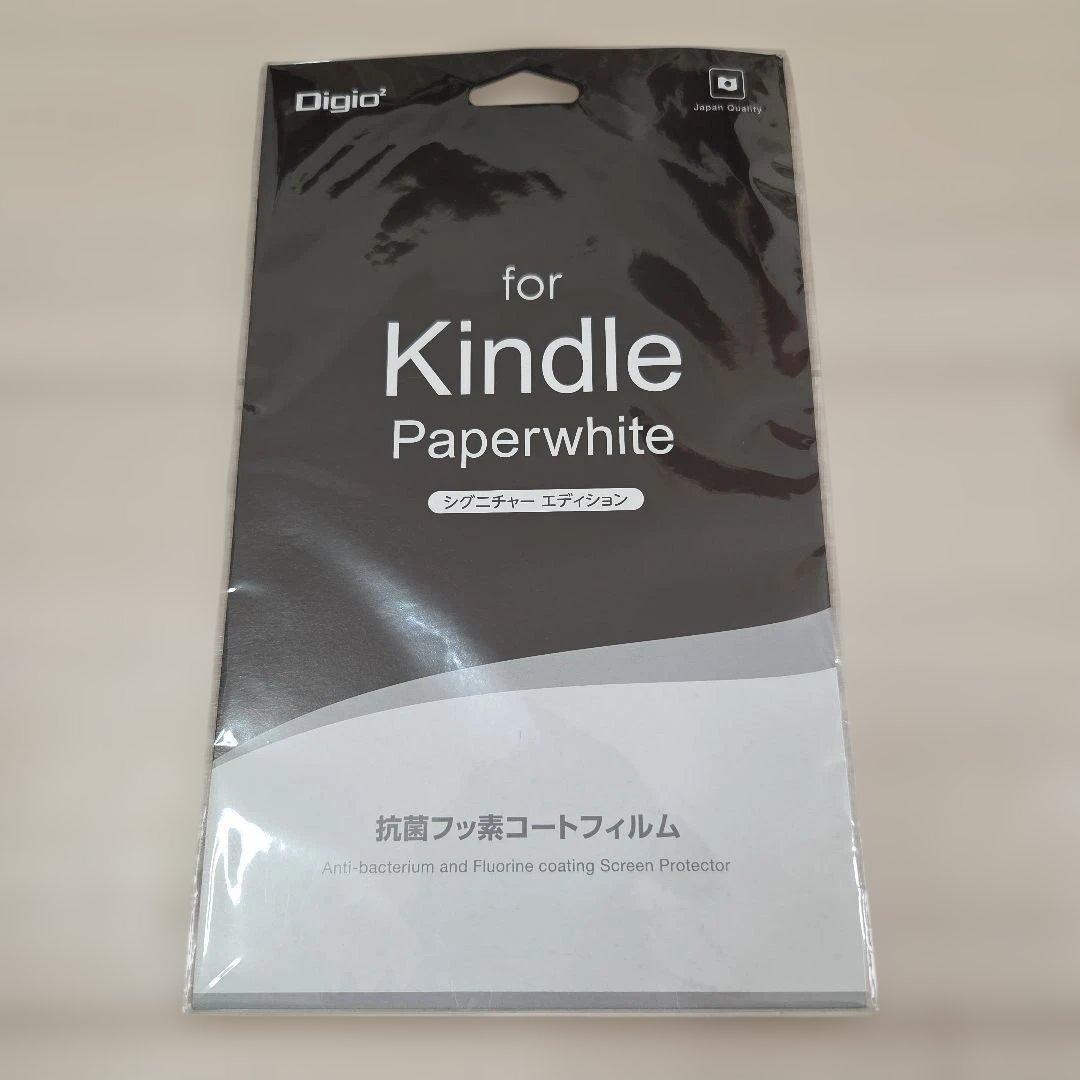 Digio²
Japan Quality
for
Kindle
Paperwhite
シグニチャー エディション
抗菌フッ素コートフィルム
Anti-bacterium and Fluorine coating Screen Protector